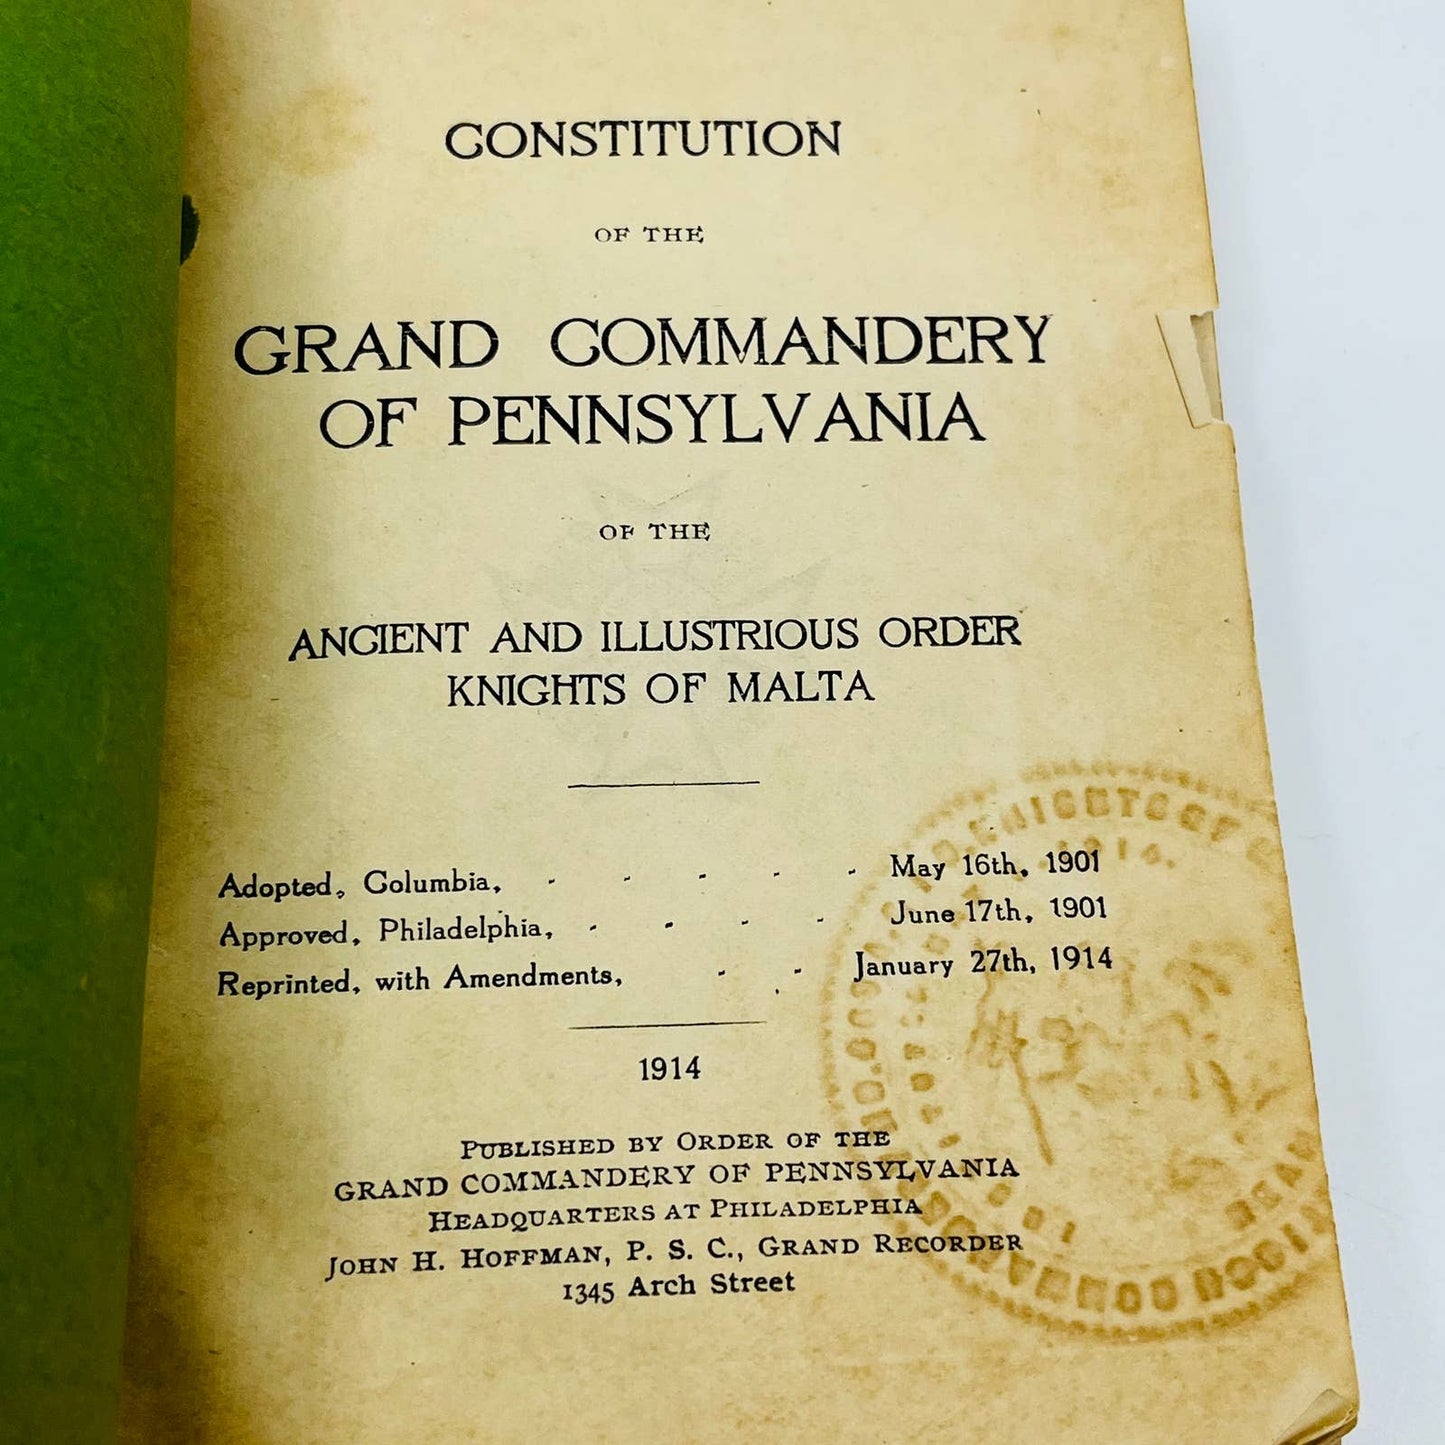 CONSTITUTION
OF THE
GRAND COMMANDERY
OF PENNSYLVANIA
OF THE
ANCIENT AND ILLUSTRIOUS ORDER
KNIGHTS OF MALTA
Adopted, Columbia, - - - - - May 16th, 1901
Approved, Philadelphia, - - - - June 17th, 1901
Reprinted, with Amendments, - - January 27th, 1914
1914
PUBLISHED BY ORDER OF THE
GRAND COMMANDERY OF PENNSYLVANIA
HEADQUARTERS AT PHILADELPHIA
JOHN H. HOFFMAN, P. S. C., GRAND RECORDER
1345 Arch Street
KNIGHTS OF